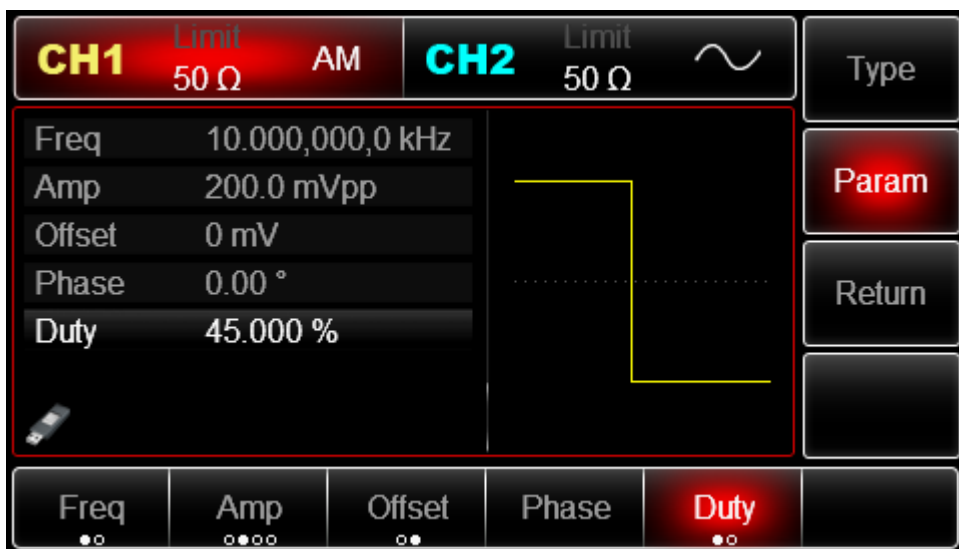 CH1 Limit 50 Ω AM CH2 Limit 50 Ω Type
Freq 10.000,000,0 kHz
Amp 200.0 mVpp Param
Offset 0 mV
Phase 0.00 ° Return
Duty 45.000 %
Freq Amp Offset Phase Duty